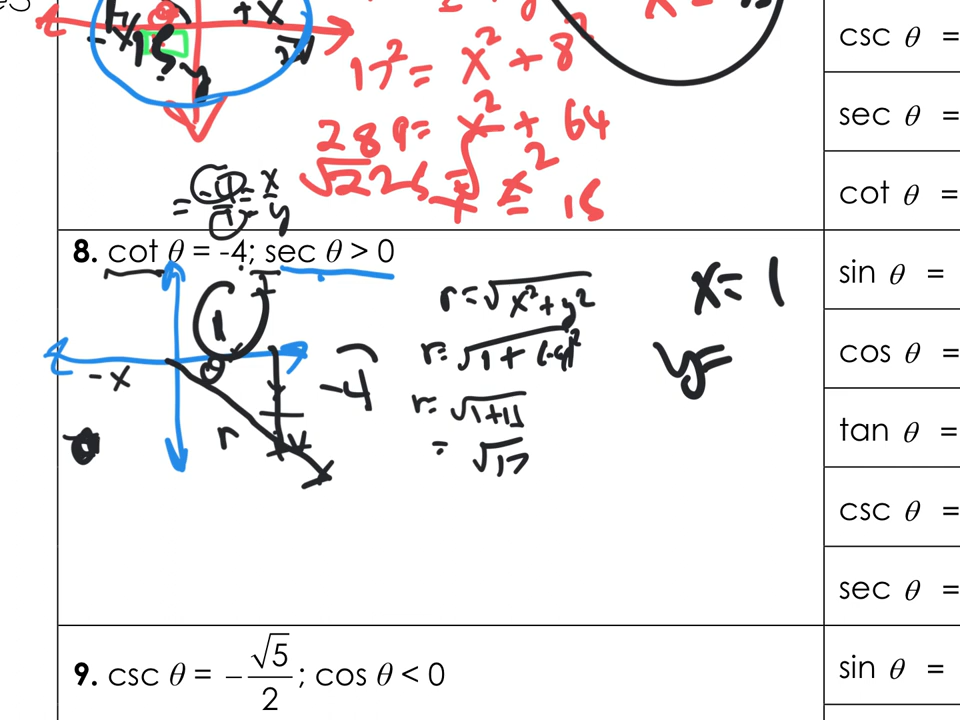 +x
-x
y
17² = x² + 8²
x =
289 = x² + 64
√225 = √x²
± = 15
csc θ =
sec θ =
cot θ =
= = x/y
8. cot θ = -4; sec θ > 0
1
-x
r
-4
r = √x² + y²
r = √1 + (-4)²
r = √1+11
= √17
x = 1
y =
sin θ =
cos θ =
tan θ =
csc θ =
sec θ =
9. csc θ = -√5/2; cos θ < 0
sin θ =